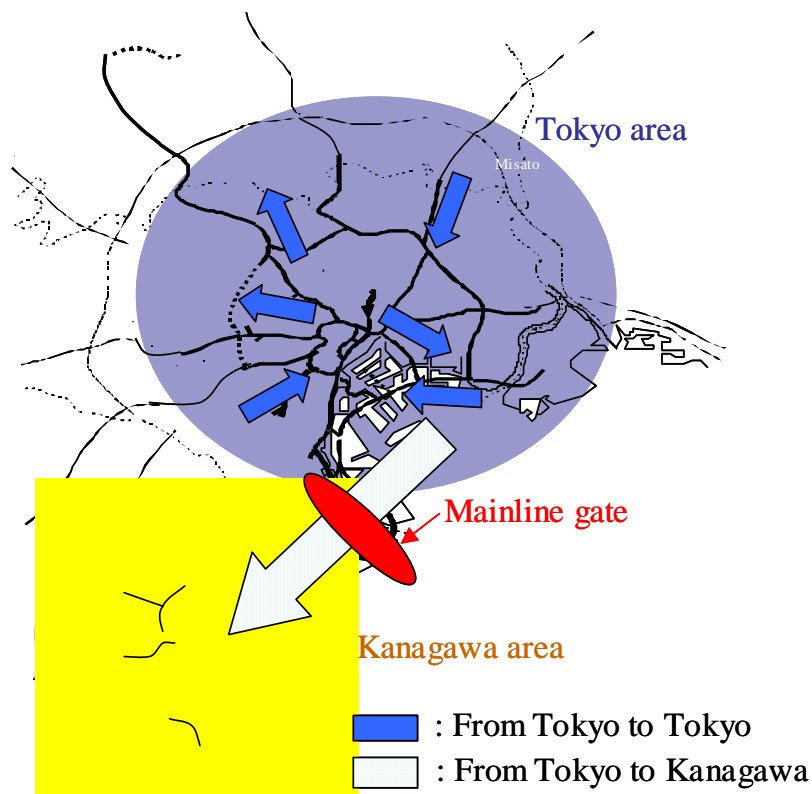 Tokyo area
Misato
Mainline gate
Kanagawa area
: From Tokyo to Tokyo
: From Tokyo to Kanagawa